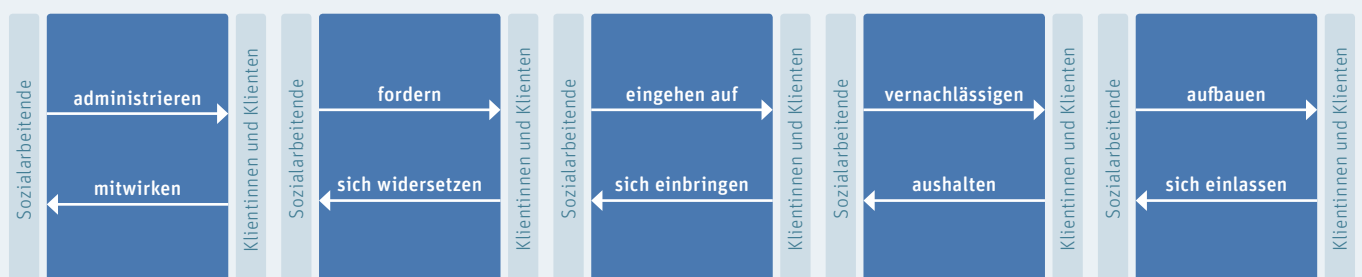 Sozialarbeitende
administrieren
mitwirken
Klientinnen und Klienten
Sozialarbeitende
fordern
sich widersetzen
Klientinnen und Klienten
Sozialarbeitende
eingehen auf
sich einbringen
Klientinnen und Klienten
Sozialarbeitende
vernachlässigen
aushalten
Klientinnen und Klienten
Sozialarbeitende
aufbauen
sich einlassen
Klientinnen und Klienten